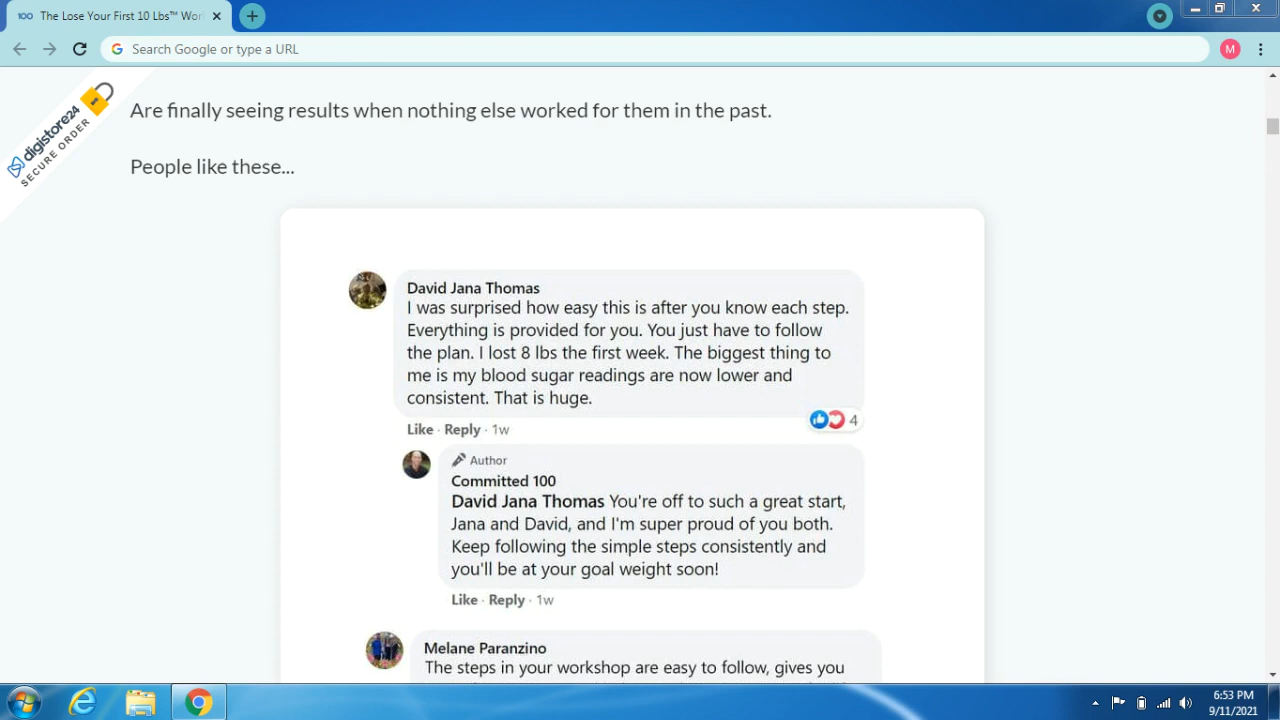 100 The Lose Your First 10 Lbs™ Wor
Search Google or type a URL
M
digistore24
SECURE ORDER
Are finally seeing results when nothing else worked for them in the past.
People like these...
David Jana Thomas
I was surprised how easy this is after you know each step.
Everything is provided for you. You just have to follow
the plan. I lost 8 lbs the first week. The biggest thing to
me is my blood sugar readings are now lower and
consistent. That is huge.
4
Like · Reply · 1w
Author
Committed 100
David Jana Thomas You're off to such a great start,
Jana and David, and I'm super proud of you both.
Keep following the simple steps consistently and
you'll be at your goal weight soon!
Like · Reply · 1w
Melane Paranzino
The steps in your workshop are easy to follow, gives you
6:53 PM
9/11/2021